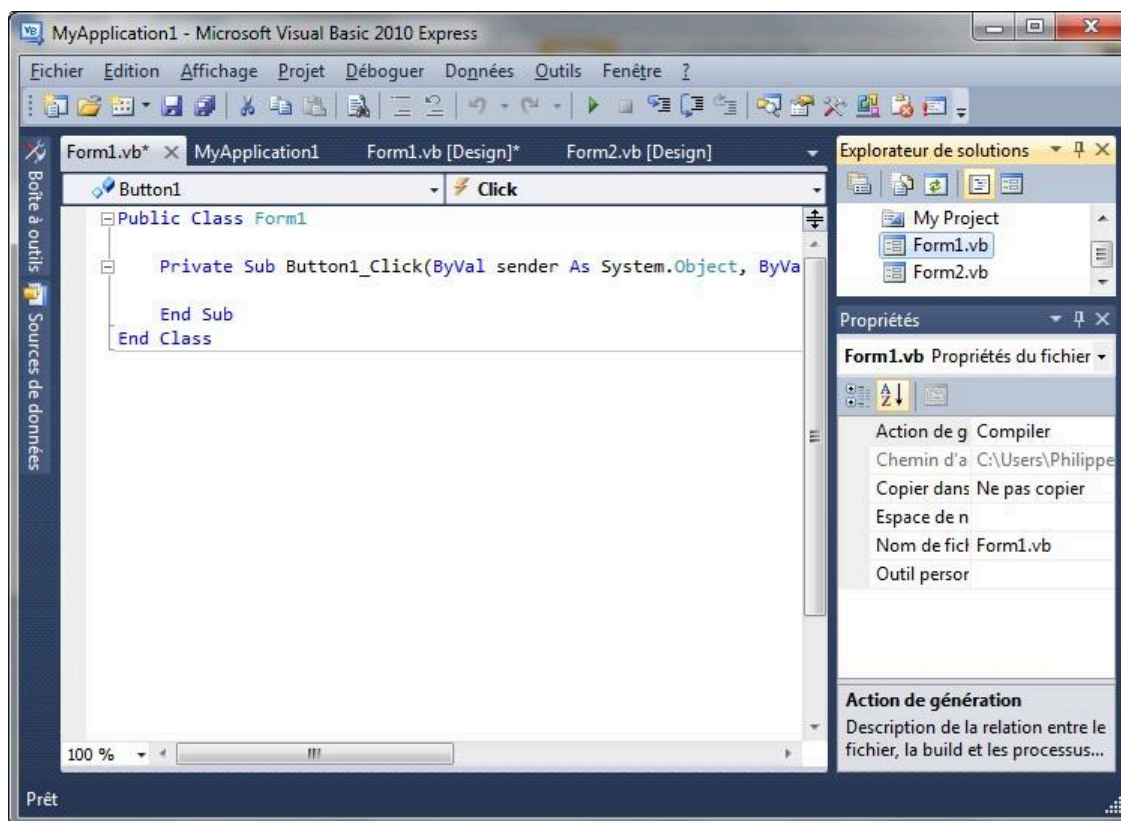 MyApplication1 - Microsoft Visual Basic 2010 Express
Fichier Edition Affichage Projet Déboguer Données Outils Fenêtre ?
Boîte à outils
Sources de données
Form1.vb* MyApplication1 Form1.vb [Design]* Form2.vb [Design]
Button1 Click
Public Class Form1
Private Sub Button1_Click(ByVal sender As System.Object, ByVa
End Sub
End Class
100 %
Explorateur de solutions
My Project
Form1.vb
Form2.vb
Propriétés
Form1.vb Propriétés du fichier
Action de g Compiler
Chemin d'a C:\Users\Philippe
Copier dans Ne pas copier
Espace de n
Nom de fich Form1.vb
Outil person
Action de génération
Description de la relation entre le
fichier, la build et les processus...
Prêt